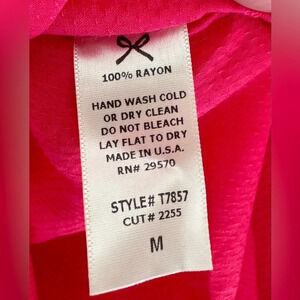 100% RAYON
HAND WASH COLD
OR DRY CLEAN
DO NOT BLEACH
LAY FLAT TO DRY
MADE IN U.S.A.
RN# 29570
STYLE# T7857
CUT# 2255
M